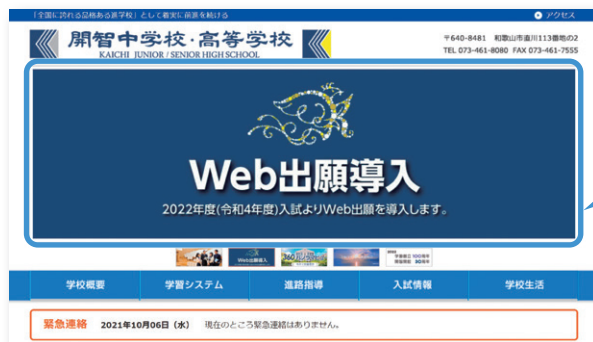 「全国に誇れる品格ある進学校」として着実に前進を続ける
アクセス
開智中学校・高等学校
KAICHI JUNIOR / SENIOR HIGH SCHOOL
〒640-8481 和歌山市直川113番地の2
TEL 073-461-8080 FAX 073-461-7555
Web出願導入
2022年度(令和4年度)入試よりWeb出願を導入します。
Web出願導入
学校概要 学習システム 進路指導 入試情報 学校生活
緊急連絡 2021年10月06日（水） 現在のところ緊急連絡はありません。